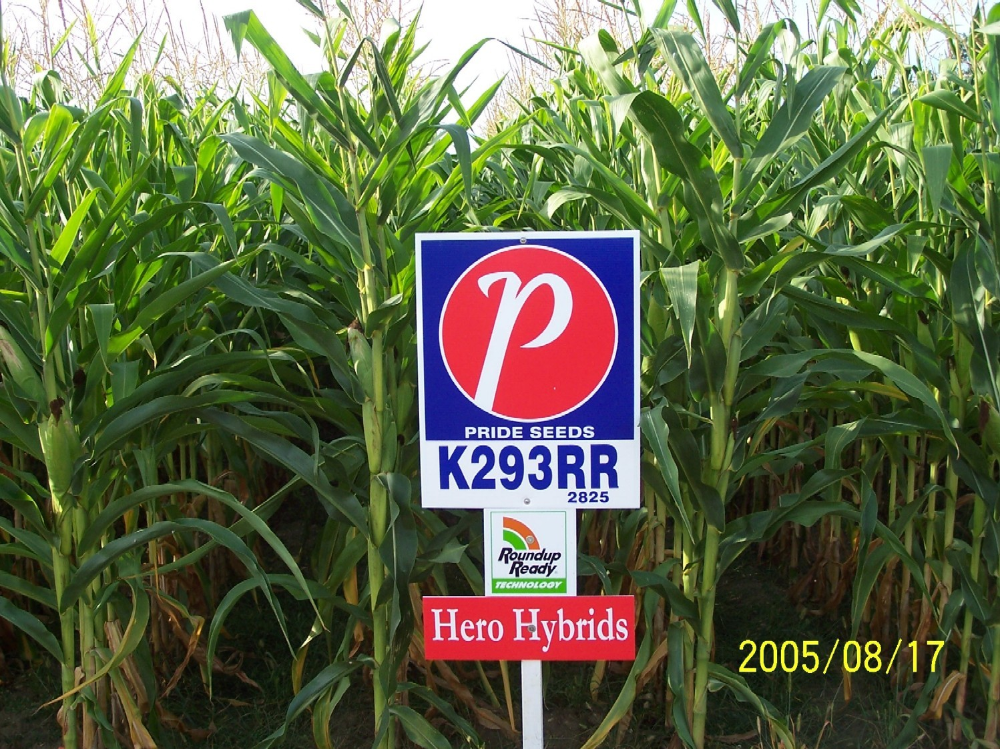 p
PRIDE SEEDS
K293RR
2825
Roundup
Ready
TECHNOLOGY
Hero Hybrids
2005/08/17